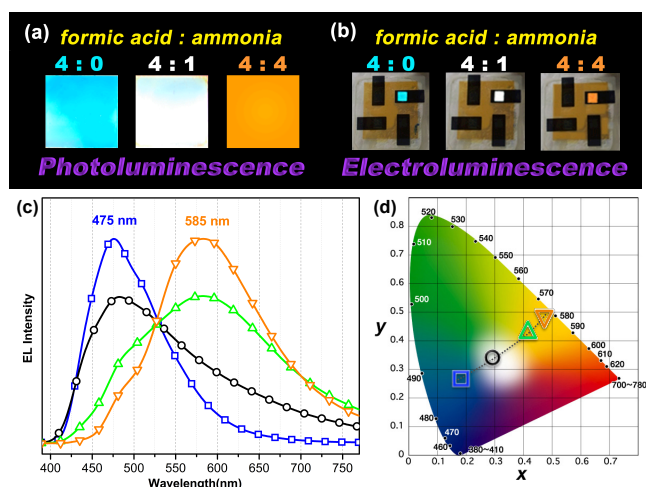 (a)
formic acid : ammonia
4 : 0 4 : 1 4 : 4
Photoluminescence
(b)
formic acid : ammonia
4 : 0 4 : 1 4 : 4
Electroluminescence
(c)
475 nm 585 nm
EL Intensity
400 450 500 550 600 650 700 750
Wavelength(nm)
(d)
y
0.8
0.7
0.6
0.5
0.4
0.3
0.2
0.1
0
520
530
540
510
550
560
500
570
580
590
600
610
620
490
700~780
480
470
460
380~410
0 0.1 0.2 0.3 0.4 0.5 0.6 0.7 0.8
x